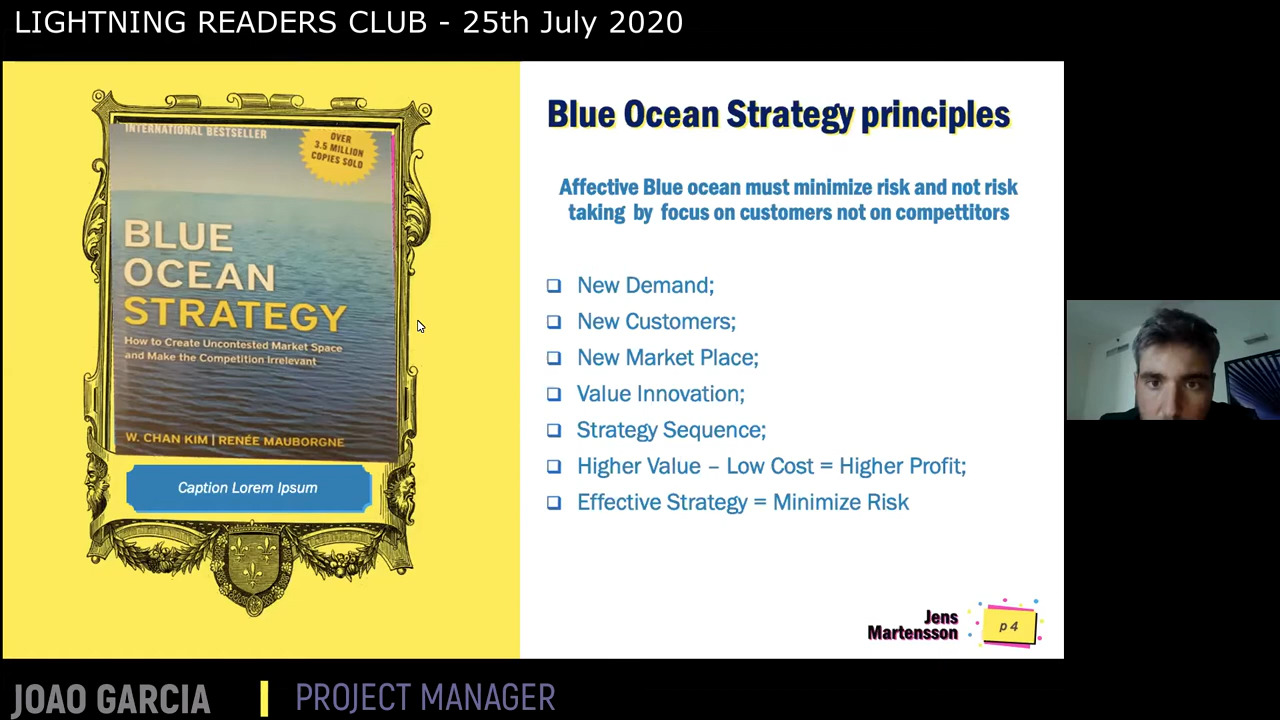 LIGHTNING READERS CLUB - 25th July 2020
INTERNATIONAL BESTSELLER
OVER
3.5 MILLION
COPIES SOLD
BLUE
OCEAN
STRATEGY
How to Create Uncontested Market Space
and Make the Competition Irrelevant
W. CHAN KIM | RENÉE MAUBORGNE
Caption Lorem Ipsum
Blue Ocean Strategy principles
Affective Blue ocean must minimize risk and not risk
taking by focus on customers not on compettitors
❑ New Demand;
❑ New Customers;
❑ New Market Place;
❑ Value Innovation;
❑ Strategy Sequence;
❑ Higher Value – Low Cost = Higher Profit;
❑ Effective Strategy = Minimize Risk
Jens
Martensson
p 4
JOAO GARCIA | PROJECT MANAGER